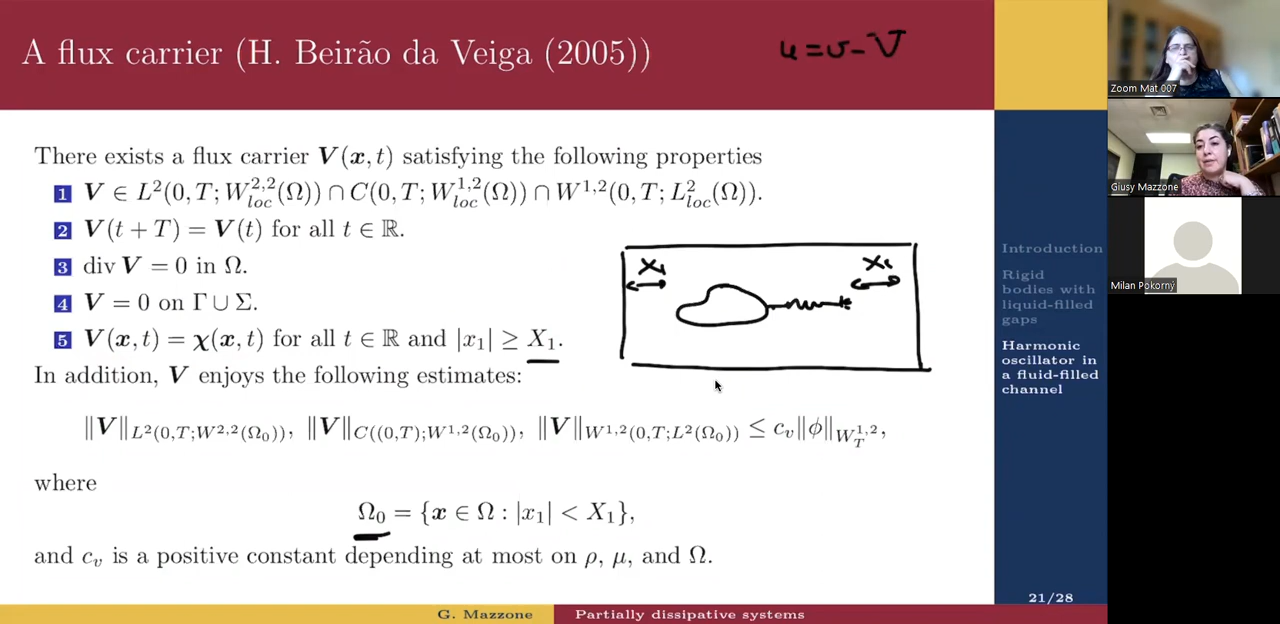 A flux carrier (H. Beirão da Veiga (2005))
u = v - V
There exists a flux carrier V(x, t) satisfying the following properties
1 V ∈ L²(0, T; W²,²_loc(Ω)) ∩ C(0, T; W¹,²_loc(Ω)) ∩ W¹,²(0, T; L²_loc(Ω)).
2 V(t + T) = V(t) for all t ∈ ℝ.
3 div V = 0 in Ω.
4 V = 0 on Γ ∪ Σ.
5 V(x, t) = χ(x, t) for all t ∈ ℝ and |x₁| ≥ X₁.
X₁
X₁
In addition, V enjoys the following estimates:
‖V‖_L²(0,T;W²,²(Ω₀)), ‖V‖_C((0,T);W¹,²(Ω₀)), ‖V‖_W¹,²(0,T;L²(Ω₀)) ≤ c_v‖ϕ‖_W¹,²_T,
where
Ω₀ = {x ∈ Ω : |x₁| < X₁},
and c_v is a positive constant depending at most on ρ, μ, and Ω.
Introduction
Rigid
bodies with
liquid-filled
gaps
Harmonic
oscillator in
a fluid-filled
channel
21/28
G. Mazzone
Partially dissipative systems
Zoom Mat 007
Giusy Mazzone
Milan Pokorný